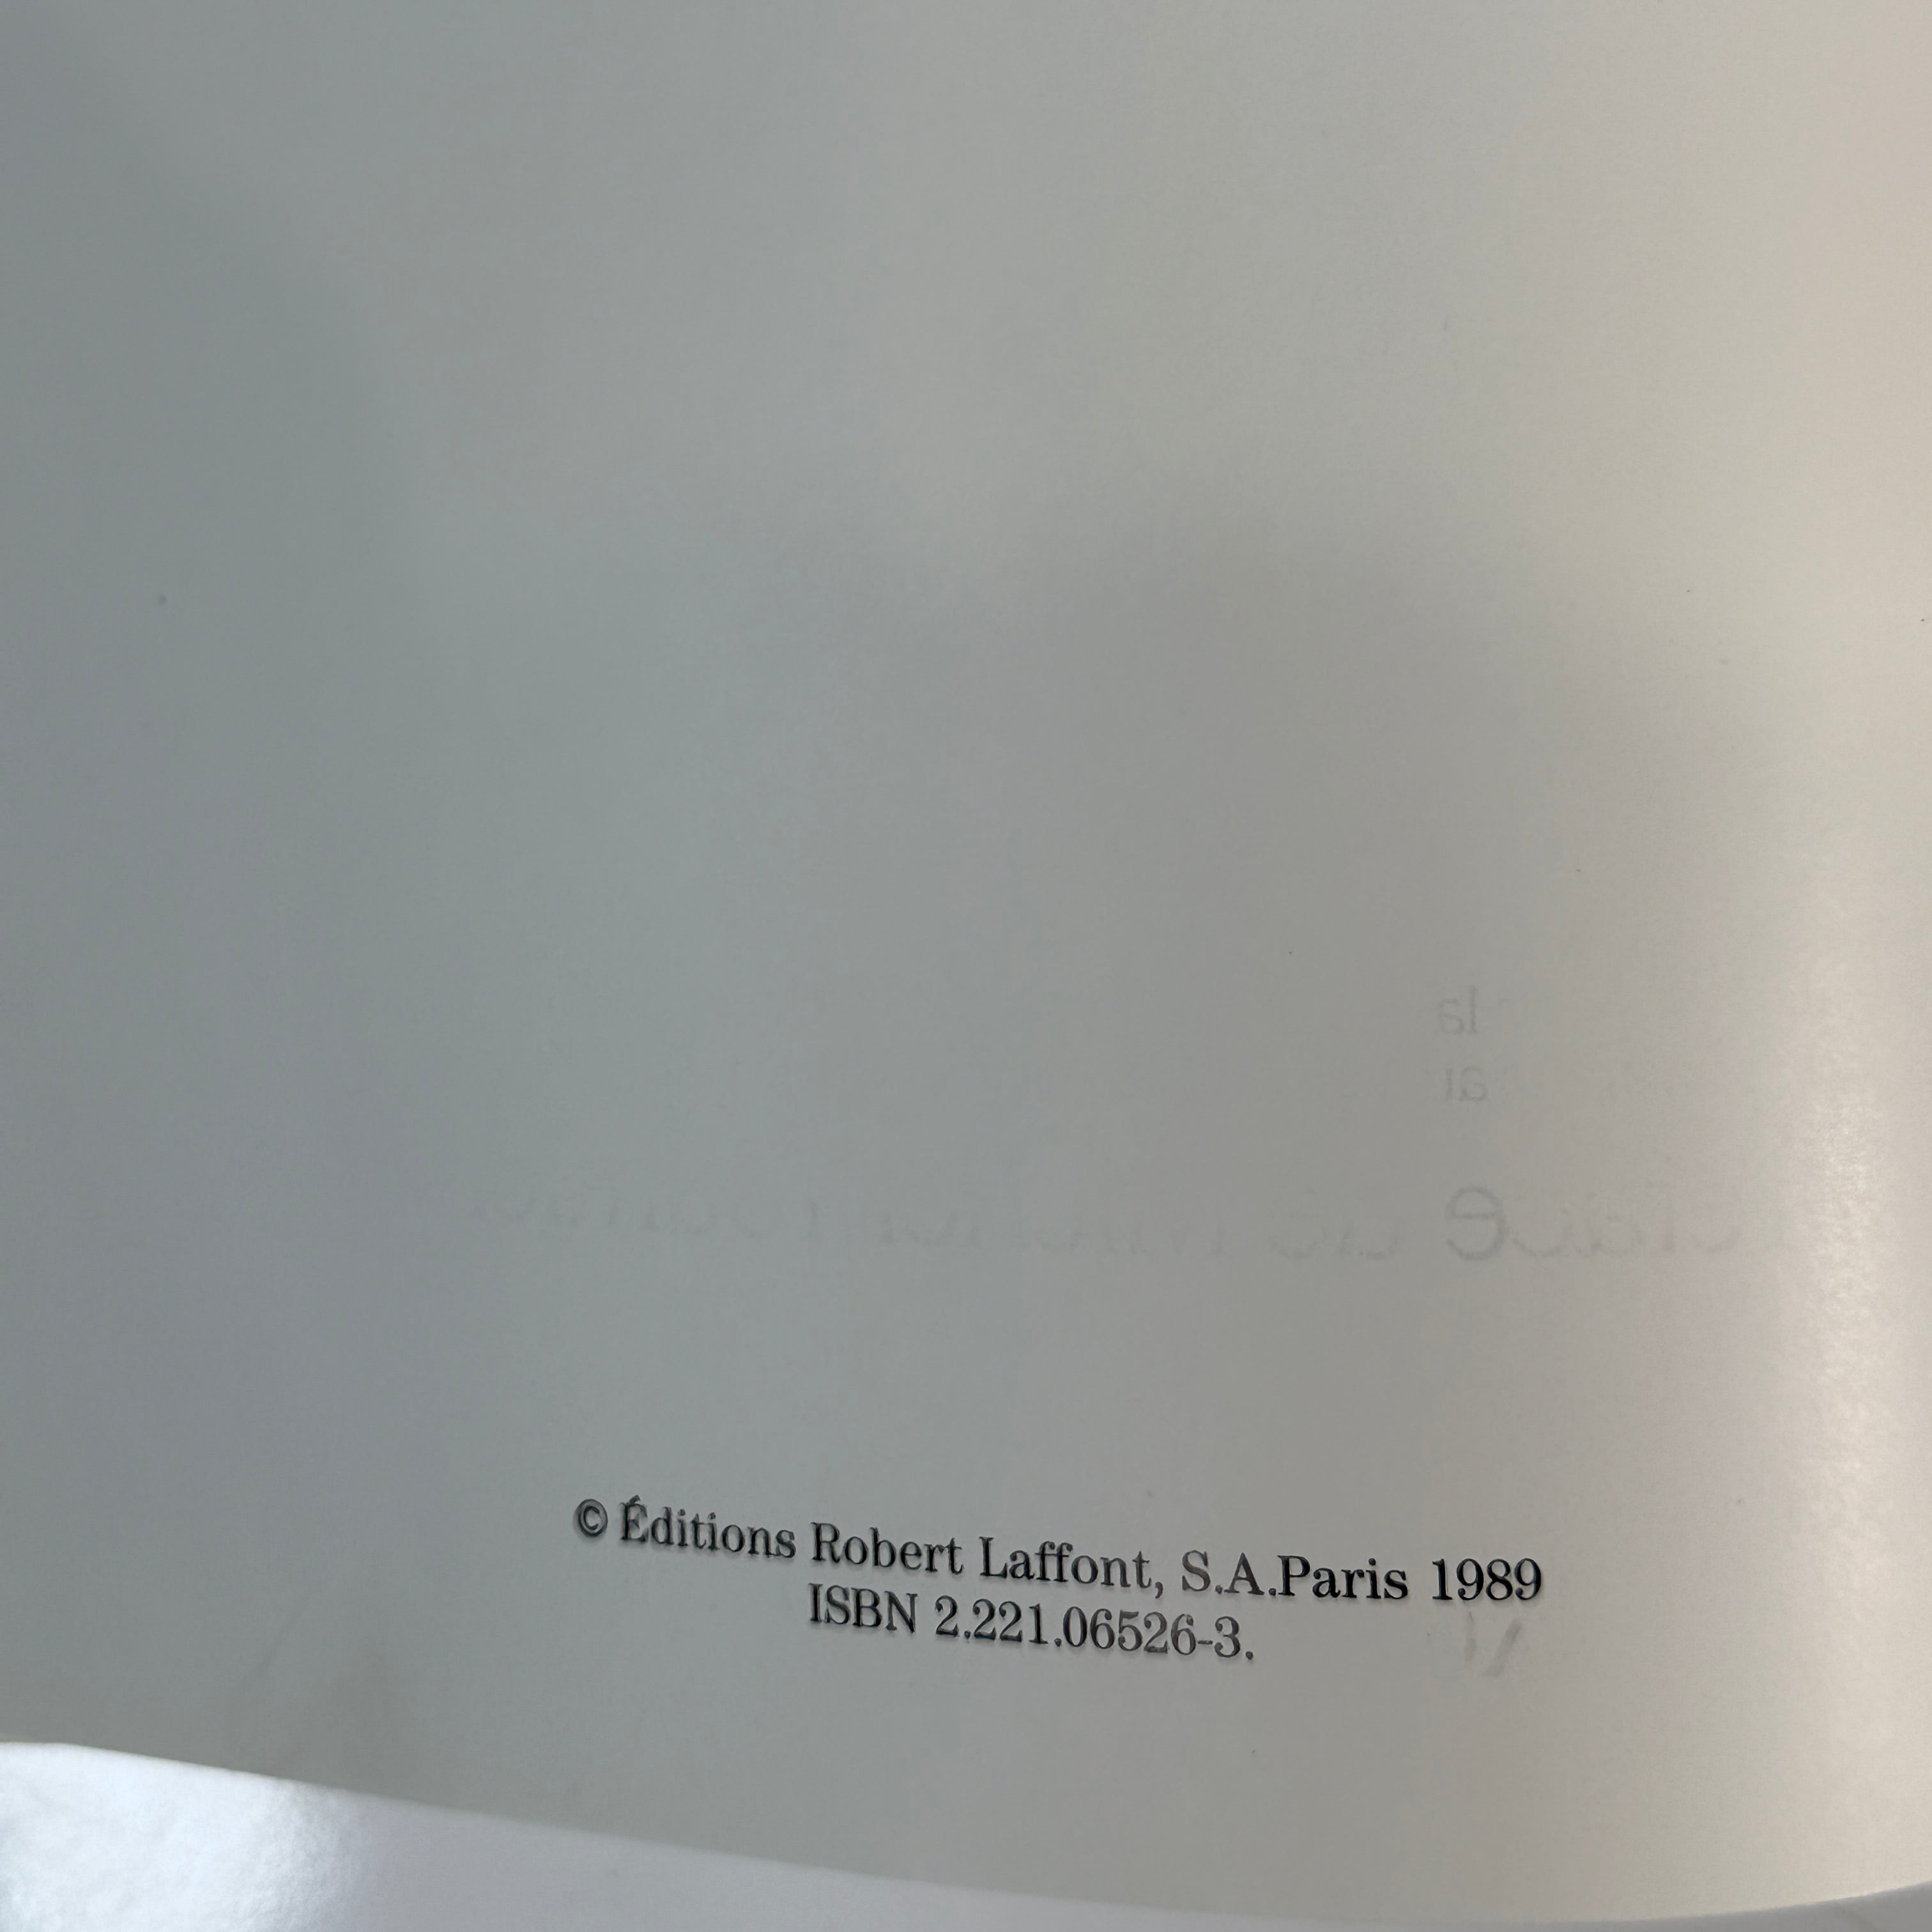 © Éditions Robert Laffont, S.A.Paris 1989
ISBN 2.221.06526-3.